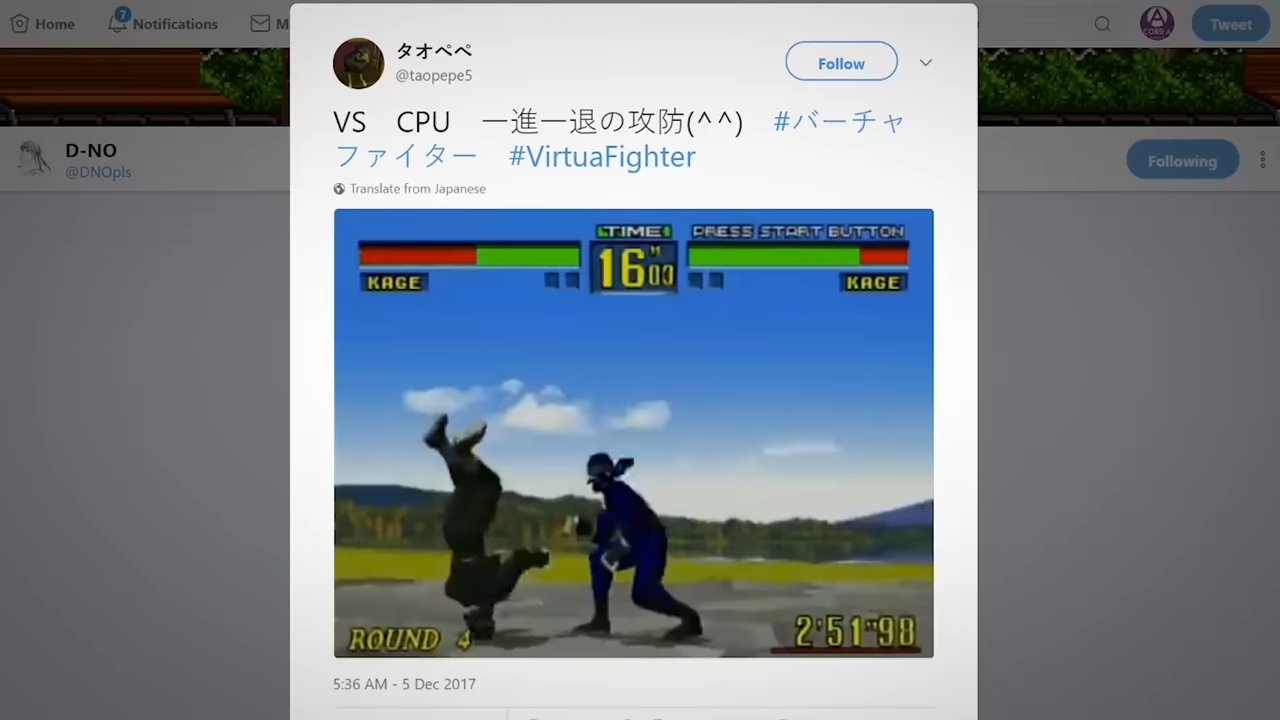 Home
7
Notifications
M
CORE A
Tweet
タオペペ
@taopepe5
Follow
D-NO
@DNOpls
Following
VS　CPU　一進一退の攻防(^^)　#バーチャ
ファイター　#VirtuaFighter
Translate from Japanese
TIME
PRESS START BUTTON
16"00
KAGE
KAGE
ROUND 4
2'51"98
5:36 AM - 5 Dec 2017